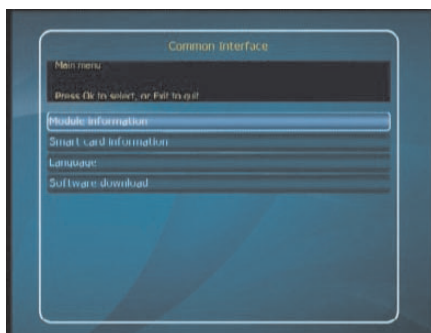 Common Interface
Main menu
Press Ok to select, or Exit to quit
Module information
Smart card information
Language
Software download